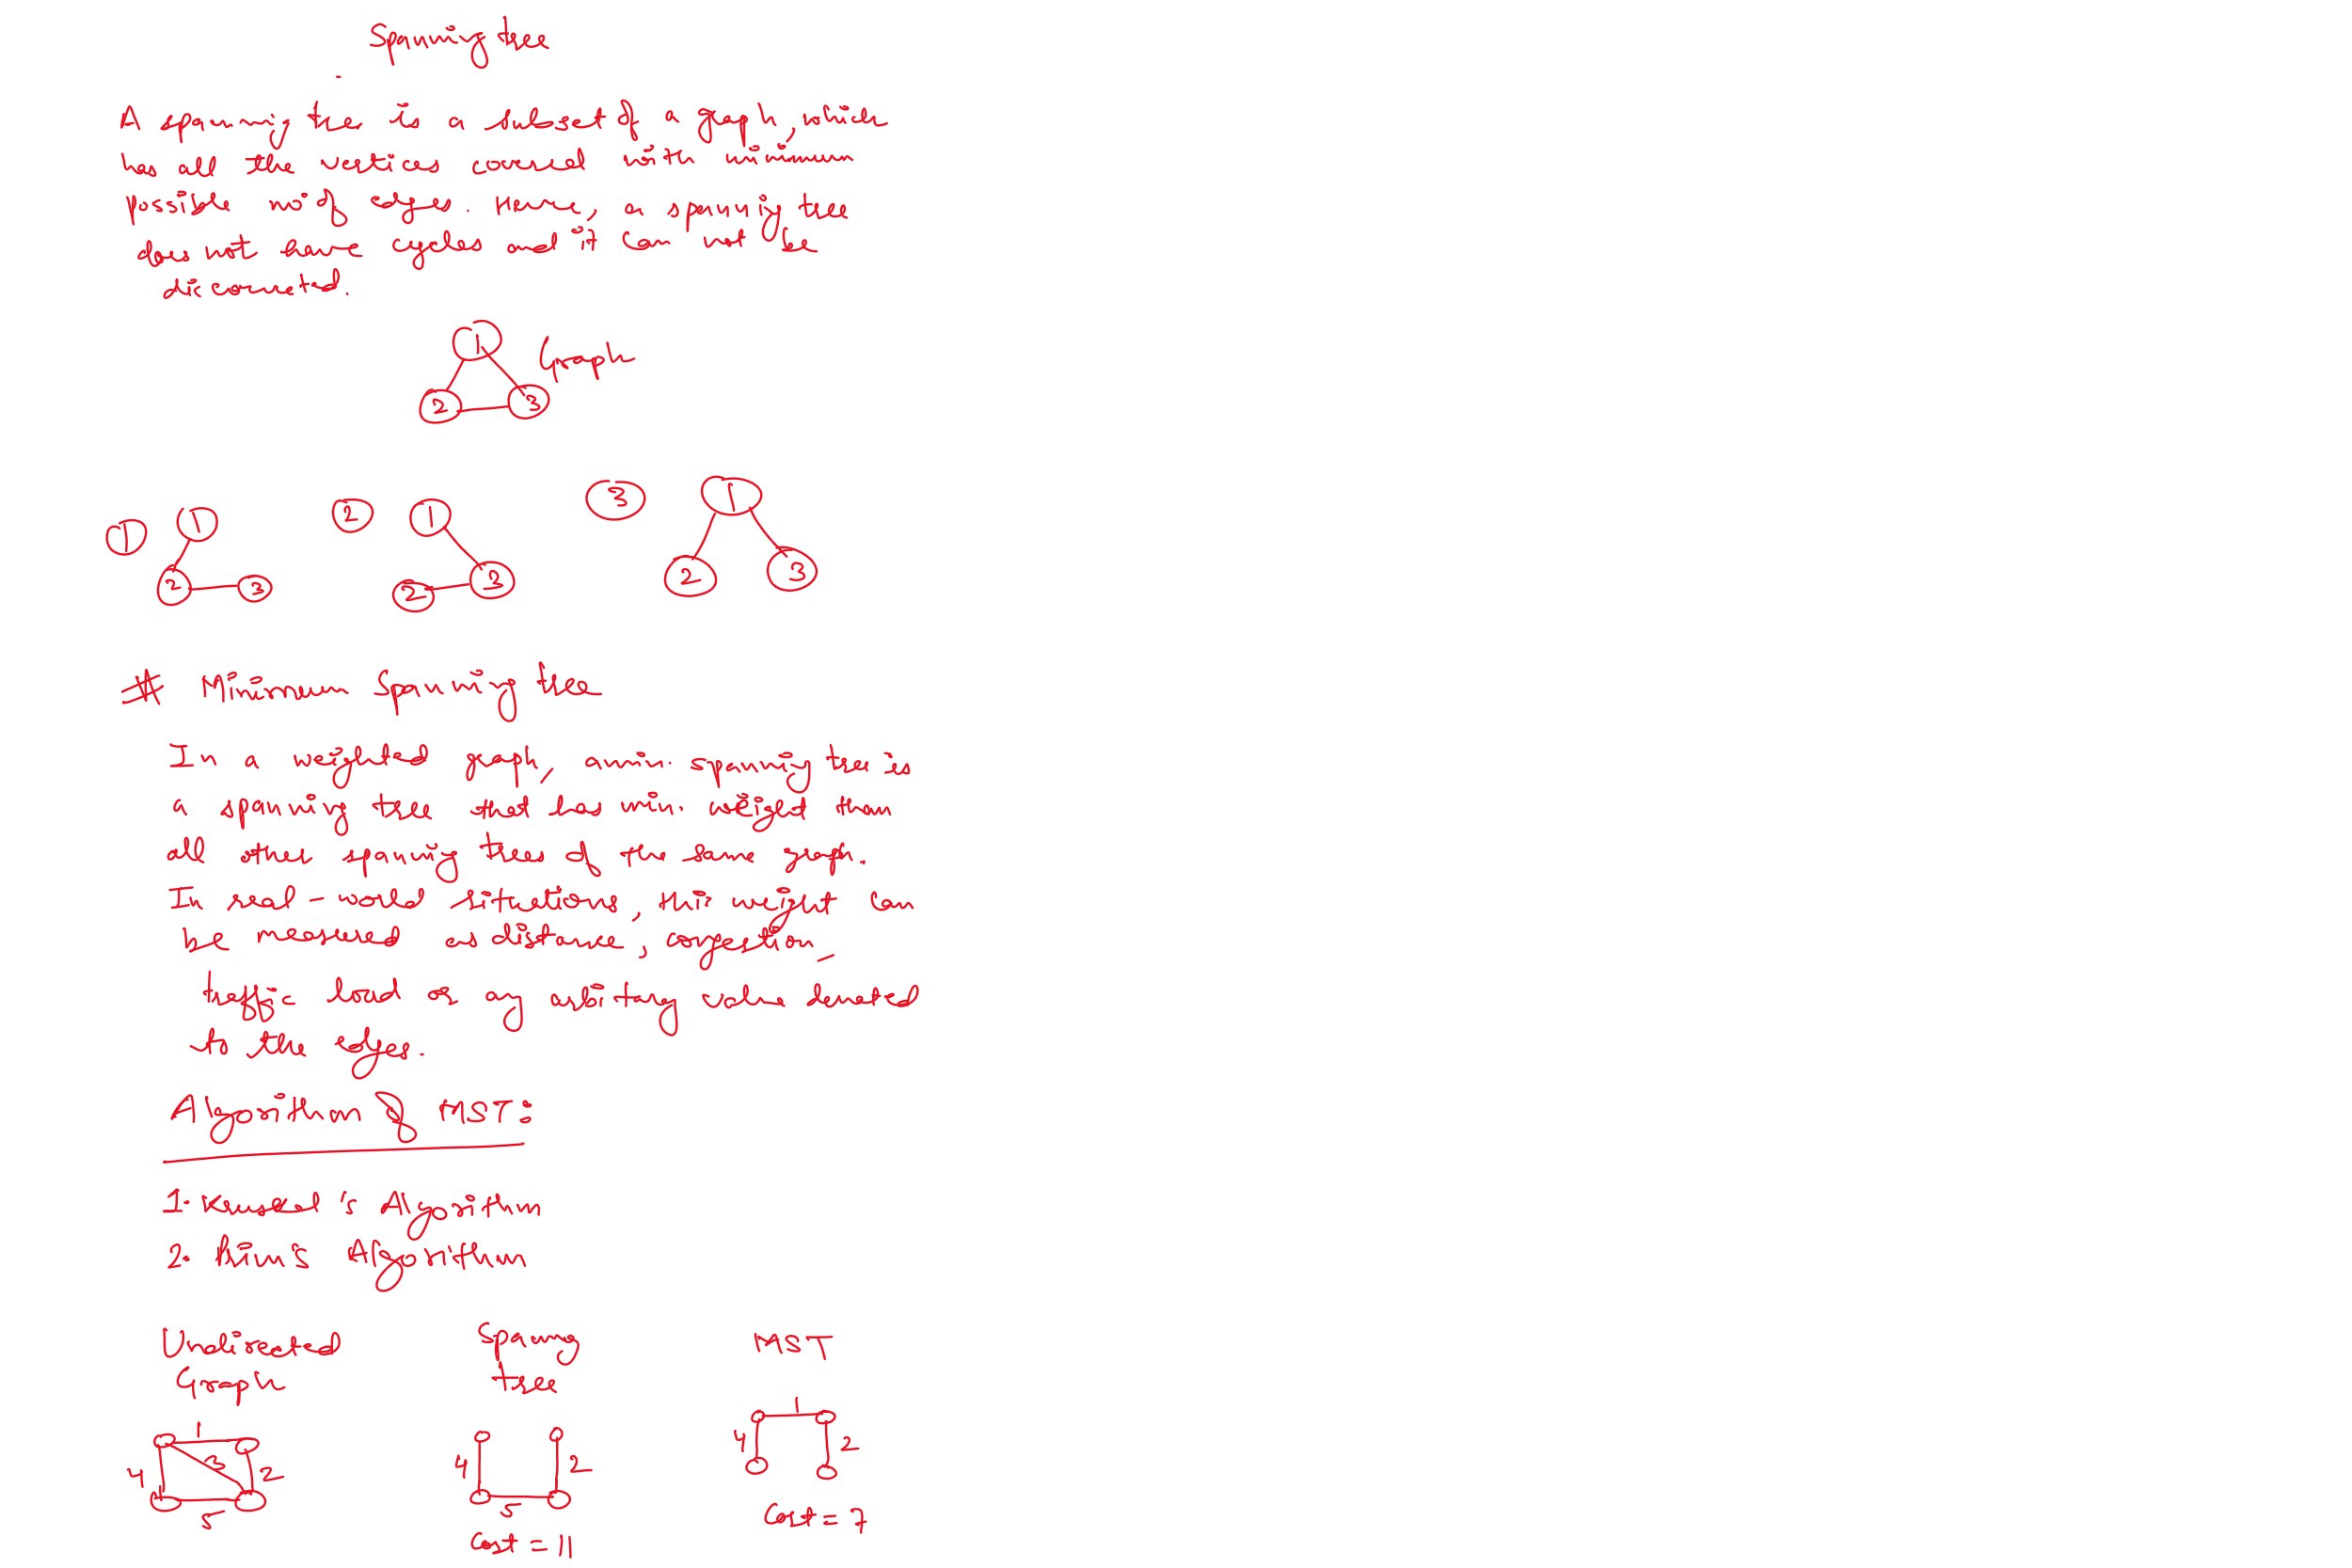 Spanning tree
A spanning tree is a subset of a graph, which
has all the vertices covered with minimum
possible no. of edges. Hence, a spanning tree
does not have cycles and it can not be
disconnected.
1
Graph
2 3
1 1 2 1 3 1
2 3 2 3 2 3
# Minimum Spanning tree
In a weighted graph, a min. spanning tree is
a spanning tree that has min. weight than
all other spanning trees of the same graph.
In real-world situations, this weight can
be measured as distance, congestion,
traffic load or any arbitrary value denoted
to the edges.
Algorithm of MST:
1. Kruskal's Algorithm
2. Prim's Algorithm
Undirected Spanning MST
Graph tree
1 1
4 3 2 4 2 4 2
5 5
Cost = 11 Cost = 7